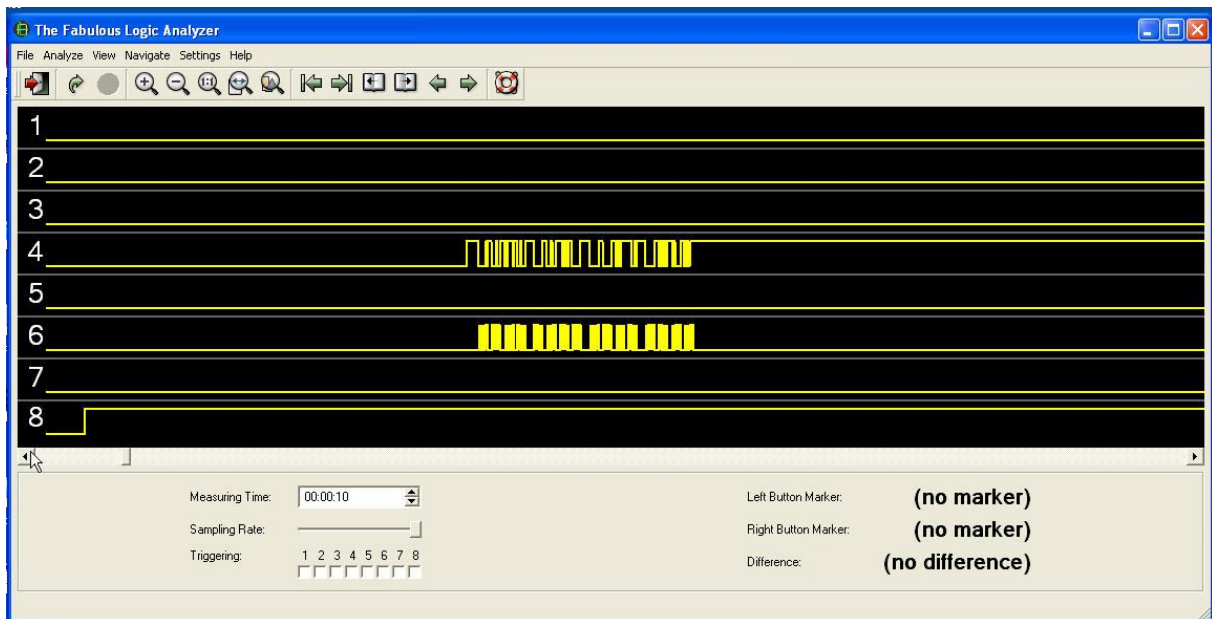 The Fabulous Logic Analyzer
File Analyze View Navigate Settings Help
1:1
1
2
3
4
5
6
7
8
Measuring Time: 00:00:10
Sampling Rate:
Triggering: 1 2 3 4 5 6 7 8
Left Button Marker: (no marker)
Right Button Marker: (no marker)
Difference: (no difference)